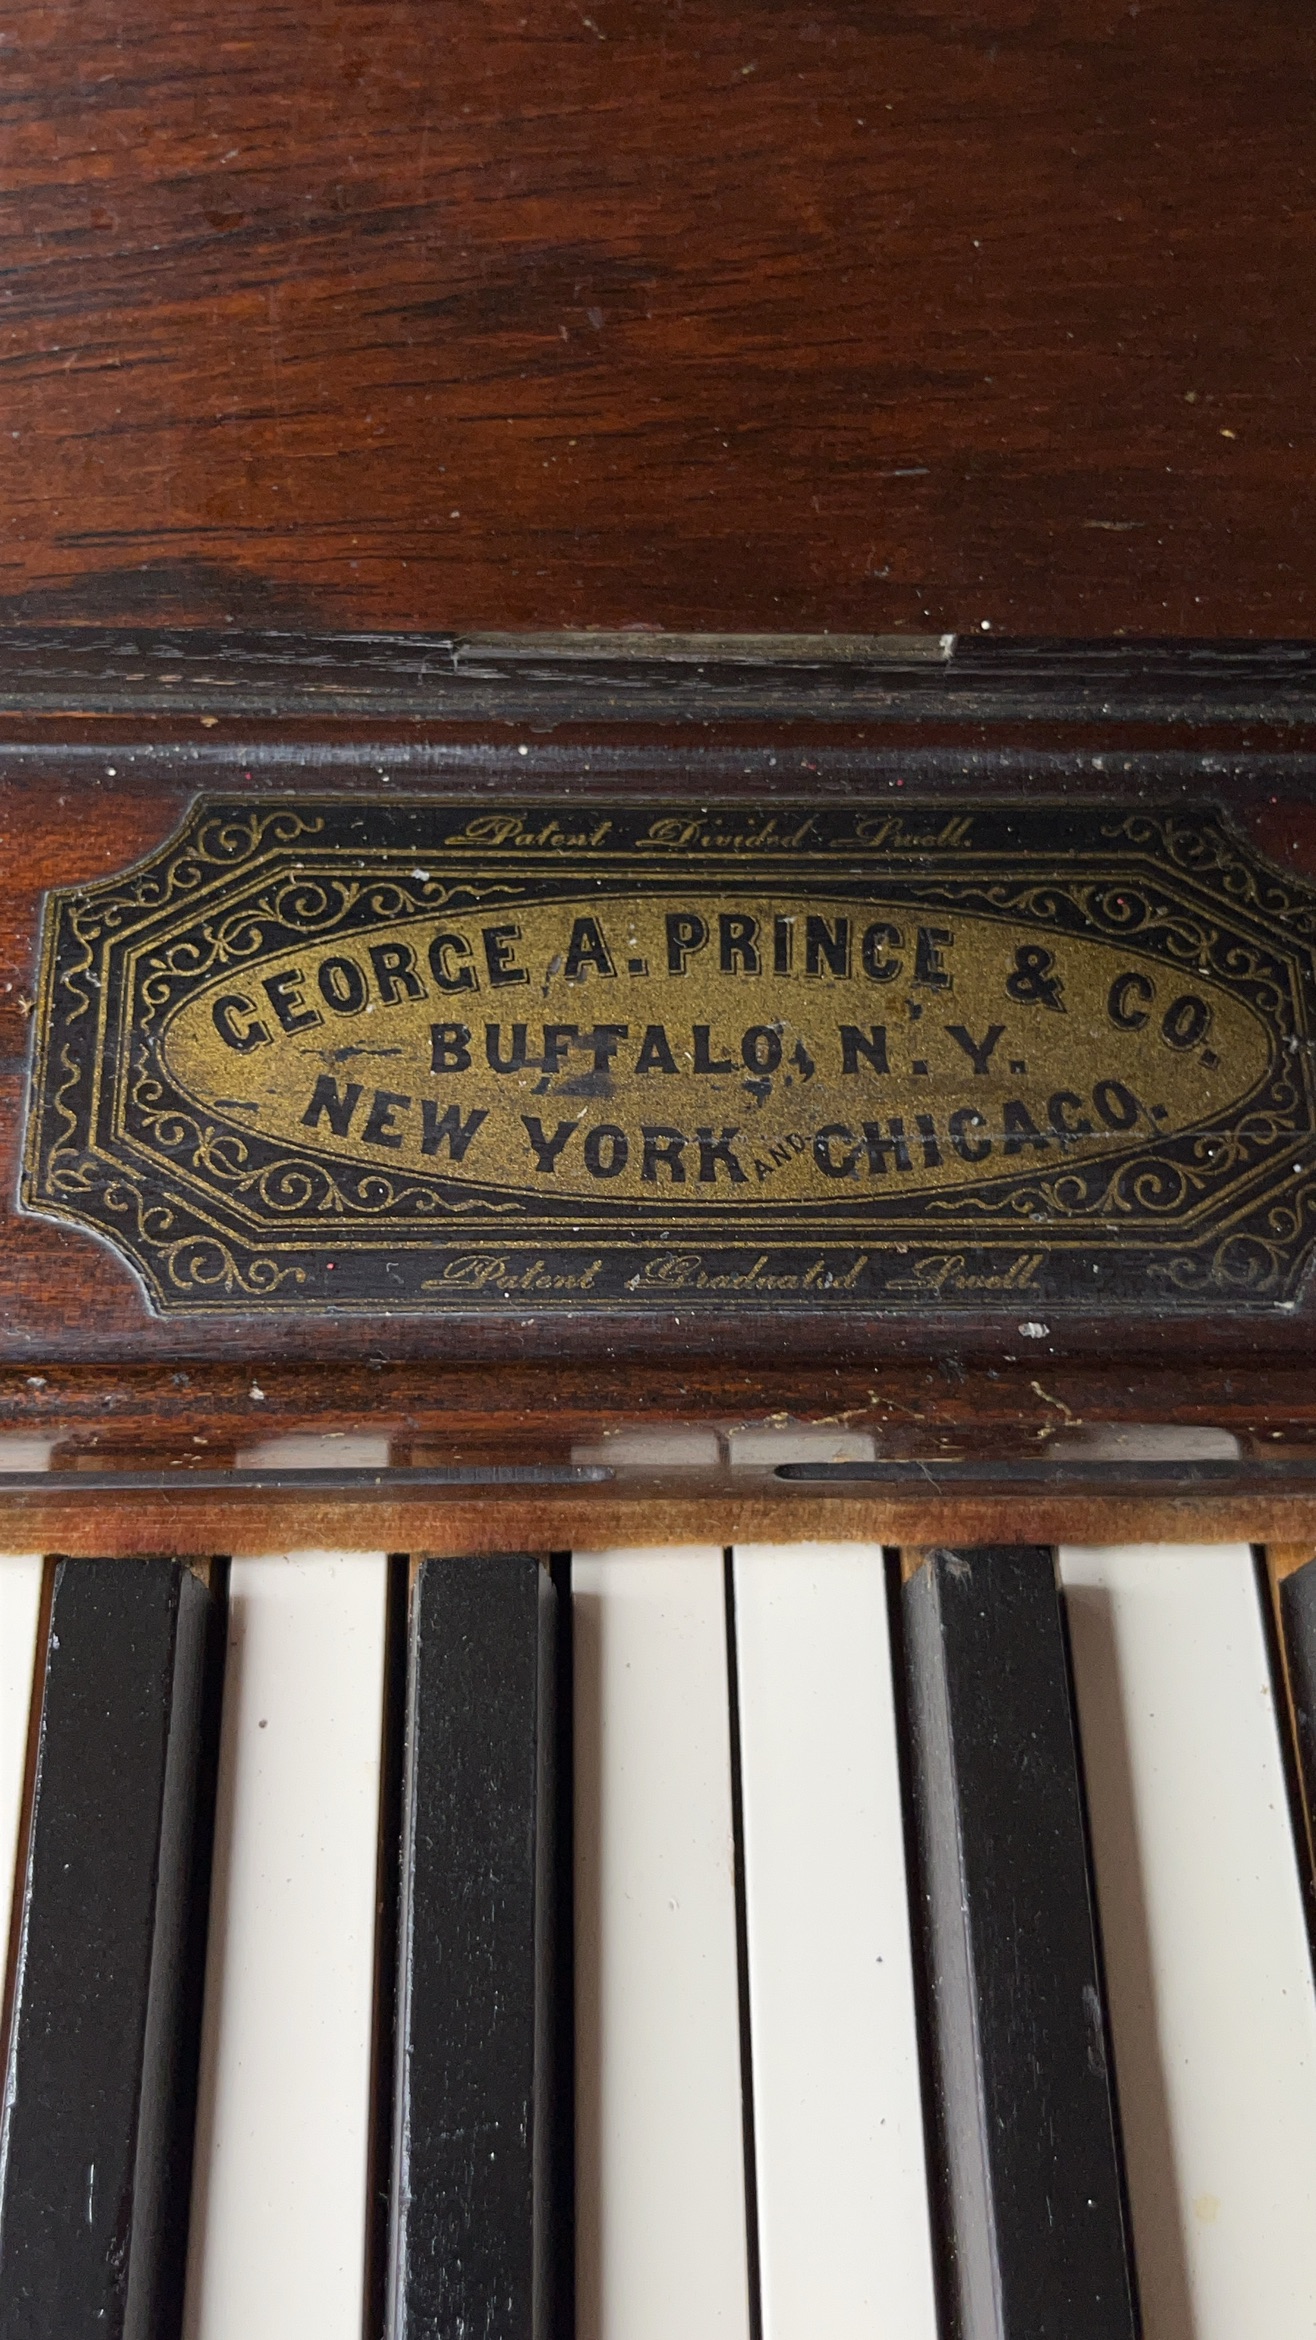 Patent Divided Swell.
GEORGE A. PRINCE & CO.
BUFFALO, N.Y.
NEW YORK AND CHICAGO.
Patent Graduated Swell.